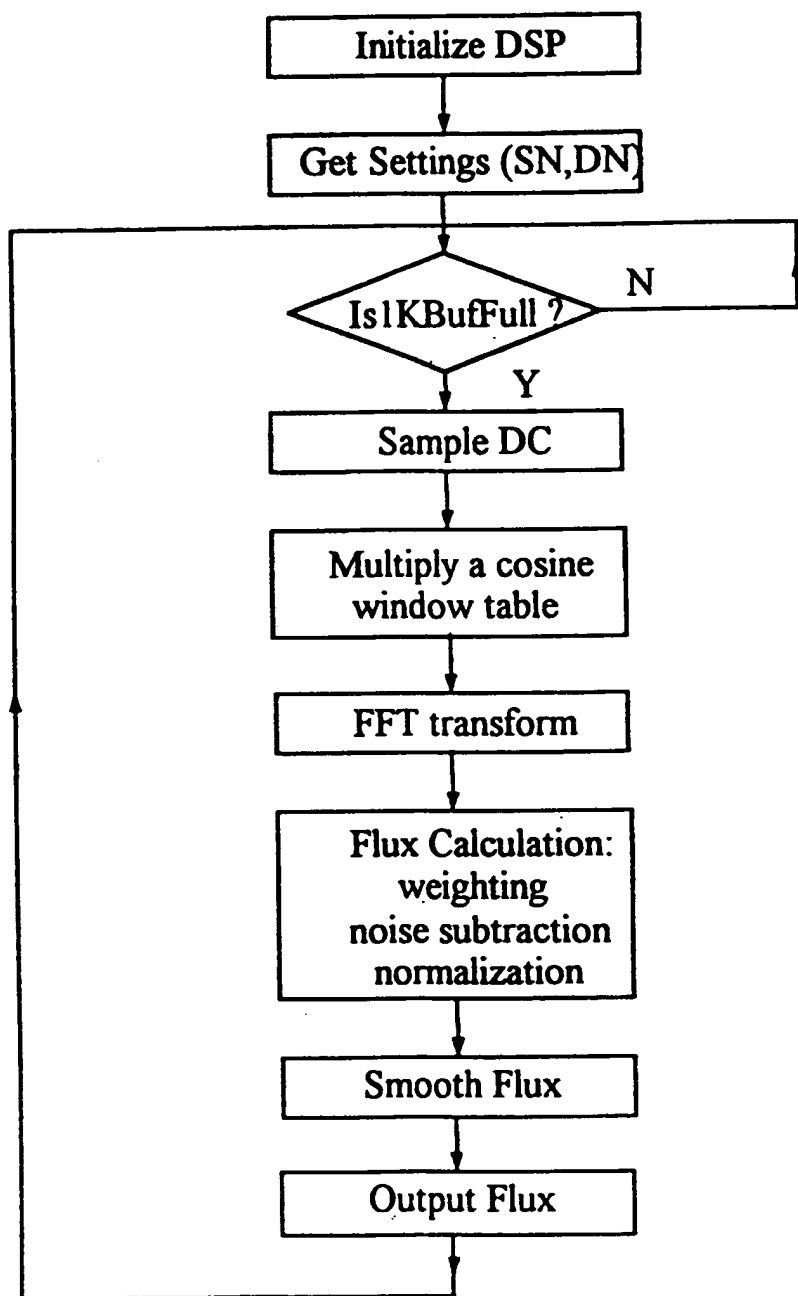 Initialize DSP
Get Settings (SN,DN)
Is1KBufFull ?
N
Y
Sample DC
Multiply a cosine
window table
FFT transform
Flux Calculation:
weighting
noise subtraction
normalization
Smooth Flux
Output Flux